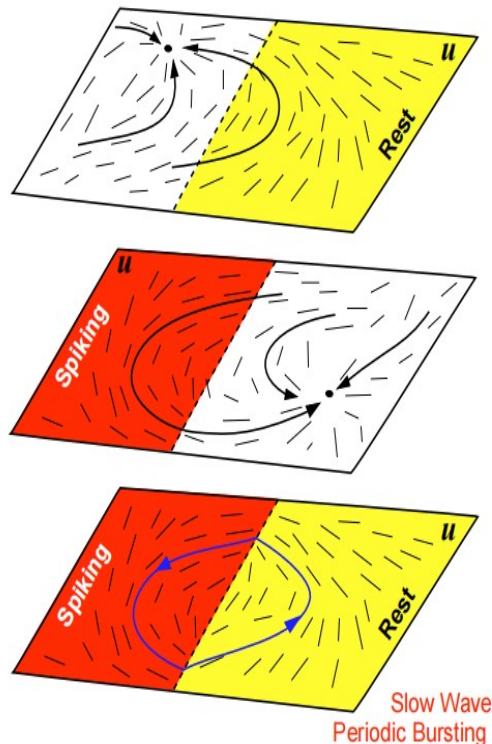 u
Rest
u
Spiking
u
Spiking
Rest
Slow Wave
Periodic Bursting